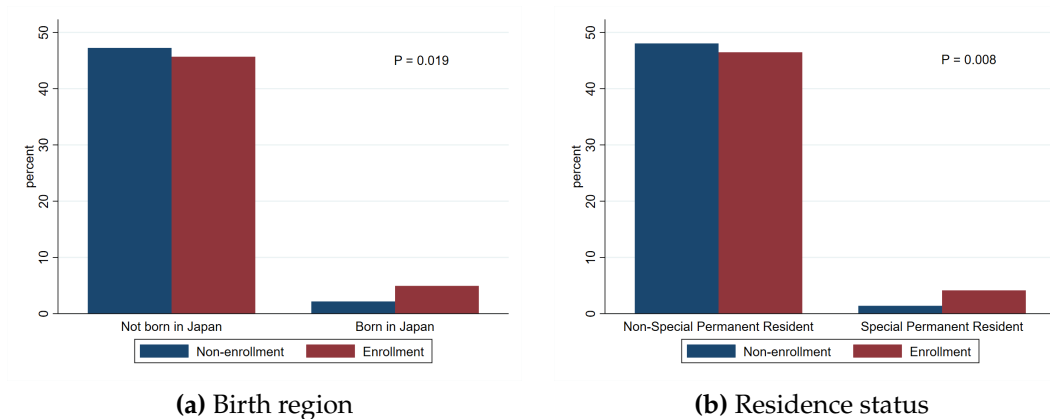 50
40
30
20
10
0
percent
P = 0.019
Not born in Japan
Born in Japan
Non-enrollment
Enrollment
(a) Birth region
50
40
30
20
10
0
percent
P = 0.008
Non-Special Permanent Resident
Special Permanent Resident
Non-enrollment
Enrollment
(b) Residence status